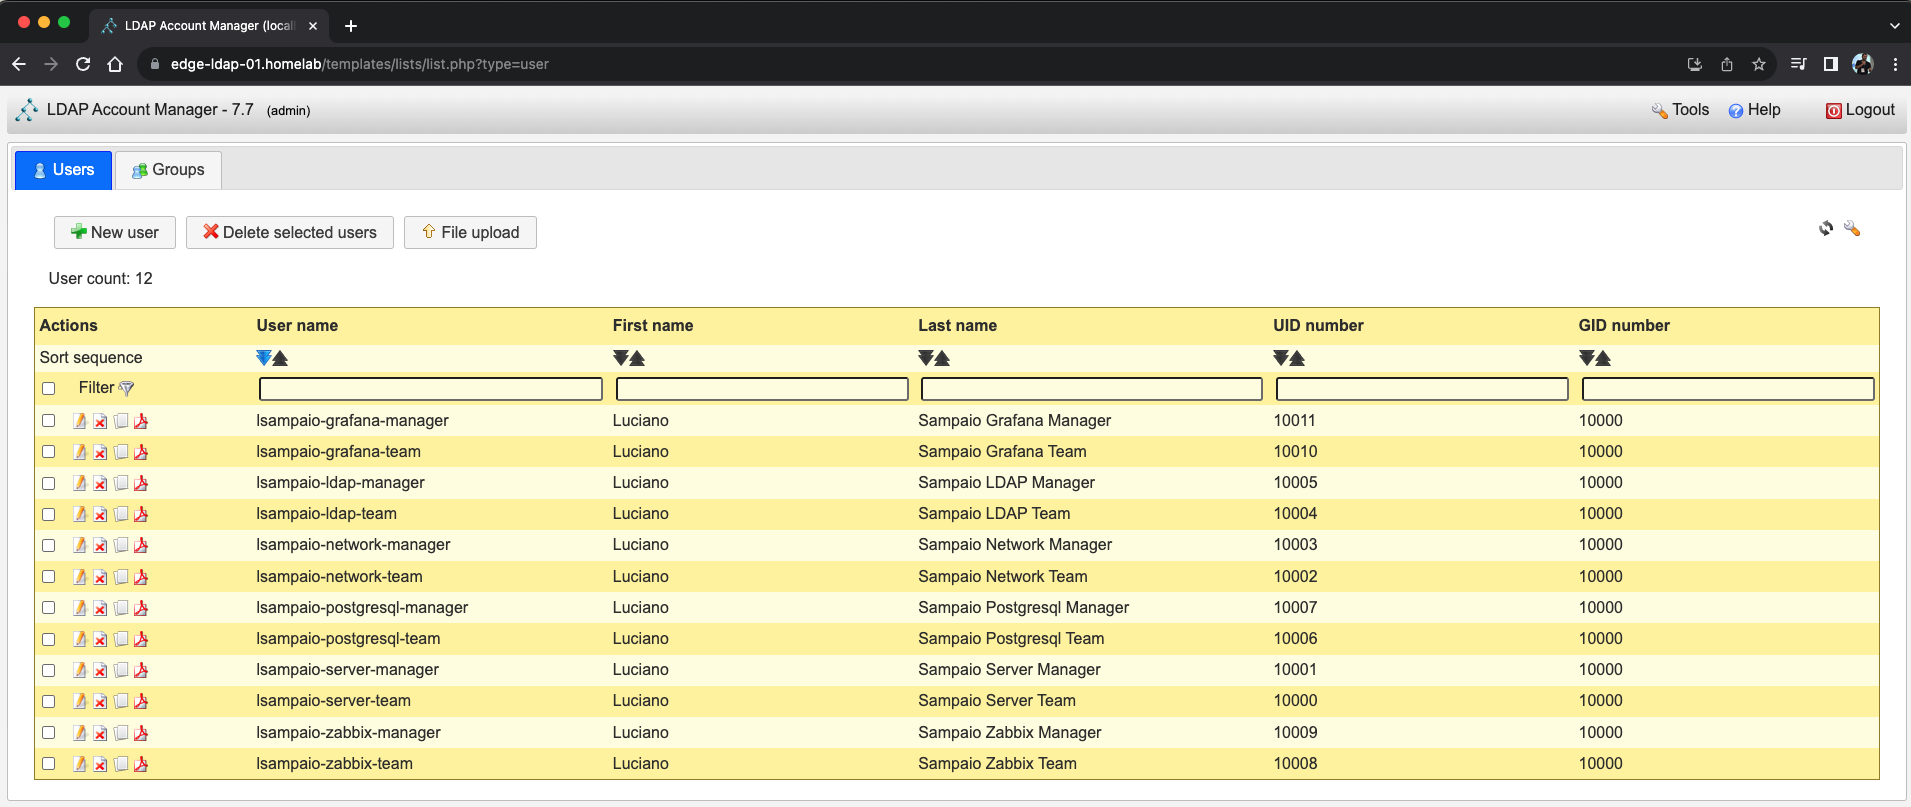 LDAP Account Manager (local
edge-ldap-01.homelab/templates/lists/list.php?type=user
LDAP Account Manager - 7.7 (admin) Tools Help Logout
Users Groups
New user Delete selected users File upload
User count: 12
Actions User name First name Last name UID number GID number
Sort sequence
Filter
lsampaio-grafana-manager Luciano Sampaio Grafana Manager 10011 10000
lsampaio-grafana-team Luciano Sampaio Grafana Team 10010 10000
lsampaio-ldap-manager Luciano Sampaio LDAP Manager 10005 10000
lsampaio-ldap-team Luciano Sampaio LDAP Team 10004 10000
lsampaio-network-manager Luciano Sampaio Network Manager 10003 10000
lsampaio-network-team Luciano Sampaio Network Team 10002 10000
lsampaio-postgresql-manager Luciano Sampaio Postgresql Manager 10007 10000
lsampaio-postgresql-team Luciano Sampaio Postgresql Team 10006 10000
lsampaio-server-manager Luciano Sampaio Server Manager 10001 10000
lsampaio-server-team Luciano Sampaio Server Team 10000 10000
lsampaio-zabbix-manager Luciano Sampaio Zabbix Manager 10009 10000
lsampaio-zabbix-team Luciano Sampaio Zabbix Team 10008 10000